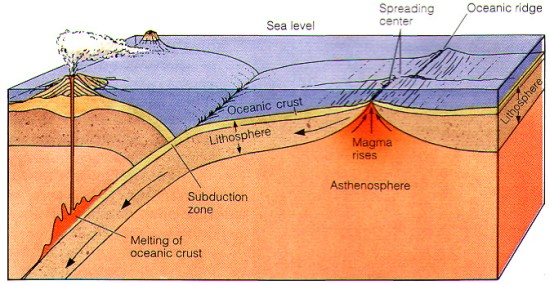 Spreading
center
Oceanic ridge
Sea level
Oceanic crust
Lithosphere
Lithosphere
Magma
rises
Asthenosphere
Subduction
zone
Melting of
oceanic crust